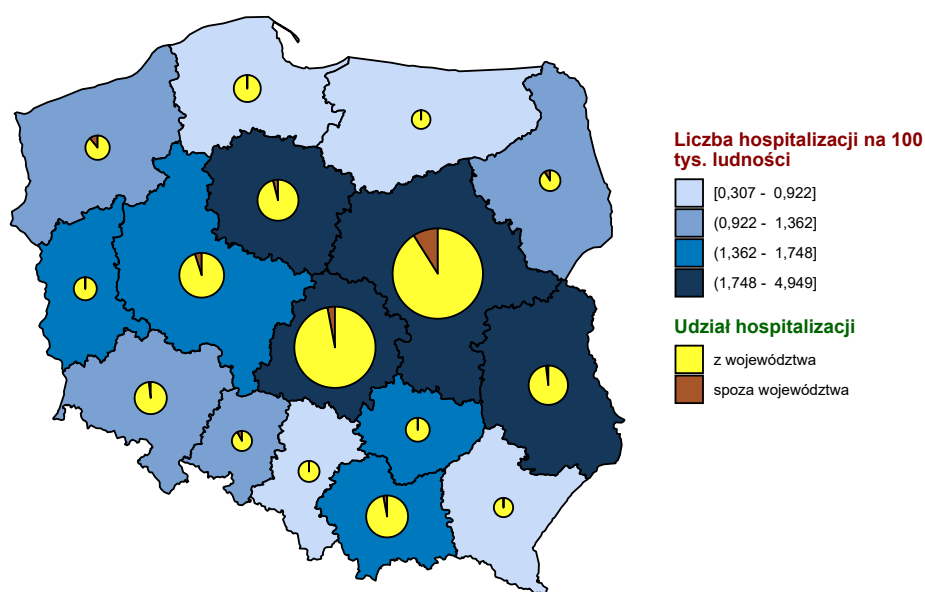 Liczba hospitalizacji na 100
tys. ludności
[0,307 - 0,922]
(0,922 - 1,362]
(1,362 - 1,748]
(1,748 - 4,949]
Udział hospitalizacji
z województwa
spoza województwa